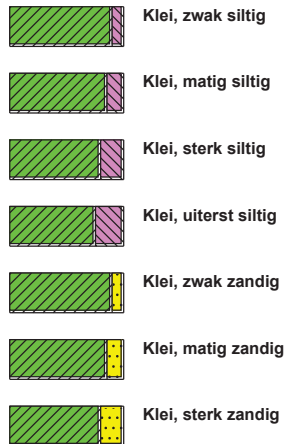 Klei, zwak siltig
Klei, matig siltig
Klei, sterk siltig
Klei, uiterst siltig
Klei, zwak zandig
Klei, matig zandig
Klei, sterk zandig